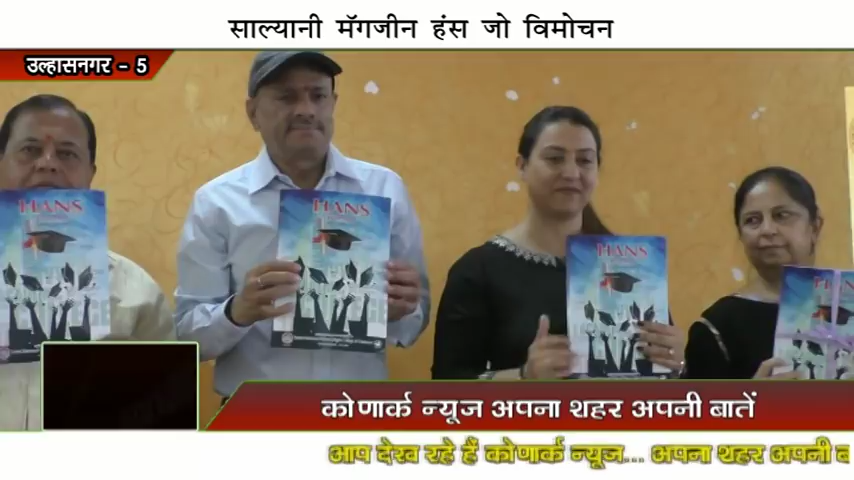 साल्यानी मॅगजीन हंस जो विमोचन
उल्हासनगर - 5
HANS
HANS
HANS
कोणार्क न्यूज अपना शहर अपनी बातें
आप देख रहे हैं कोणार्क न्यूज... अपना शहर अपनी ब